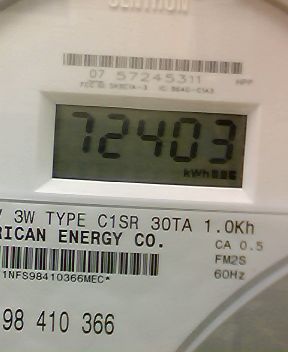 CENTRON
07 57245311
72403
kWh
3W TYPE C1SR 30TA 1.0Kh
RICAN ENERGY CO.
CA 0.5
FM2S
60Hz
1NFS98410366MEC*
98 410 366